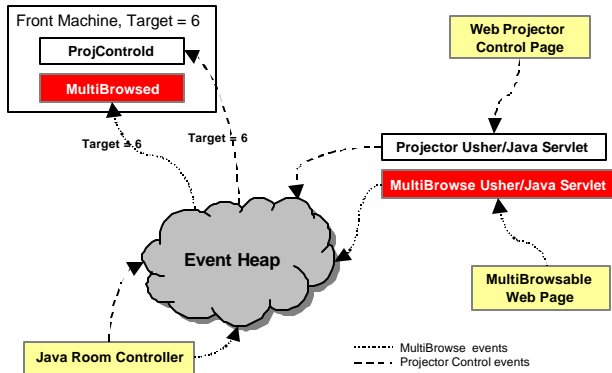 Front Machine, Target = 6
ProjControld
MultiBrowsed
Target = 6
Target = 6
Web Projector
Control Page
Projector Usher/Java Servlet
MultiBrowse Usher/Java Servlet
Event Heap
MultiBrowsable
Web Page
Java Room Controller
MultiBrowse events
Projector Control events